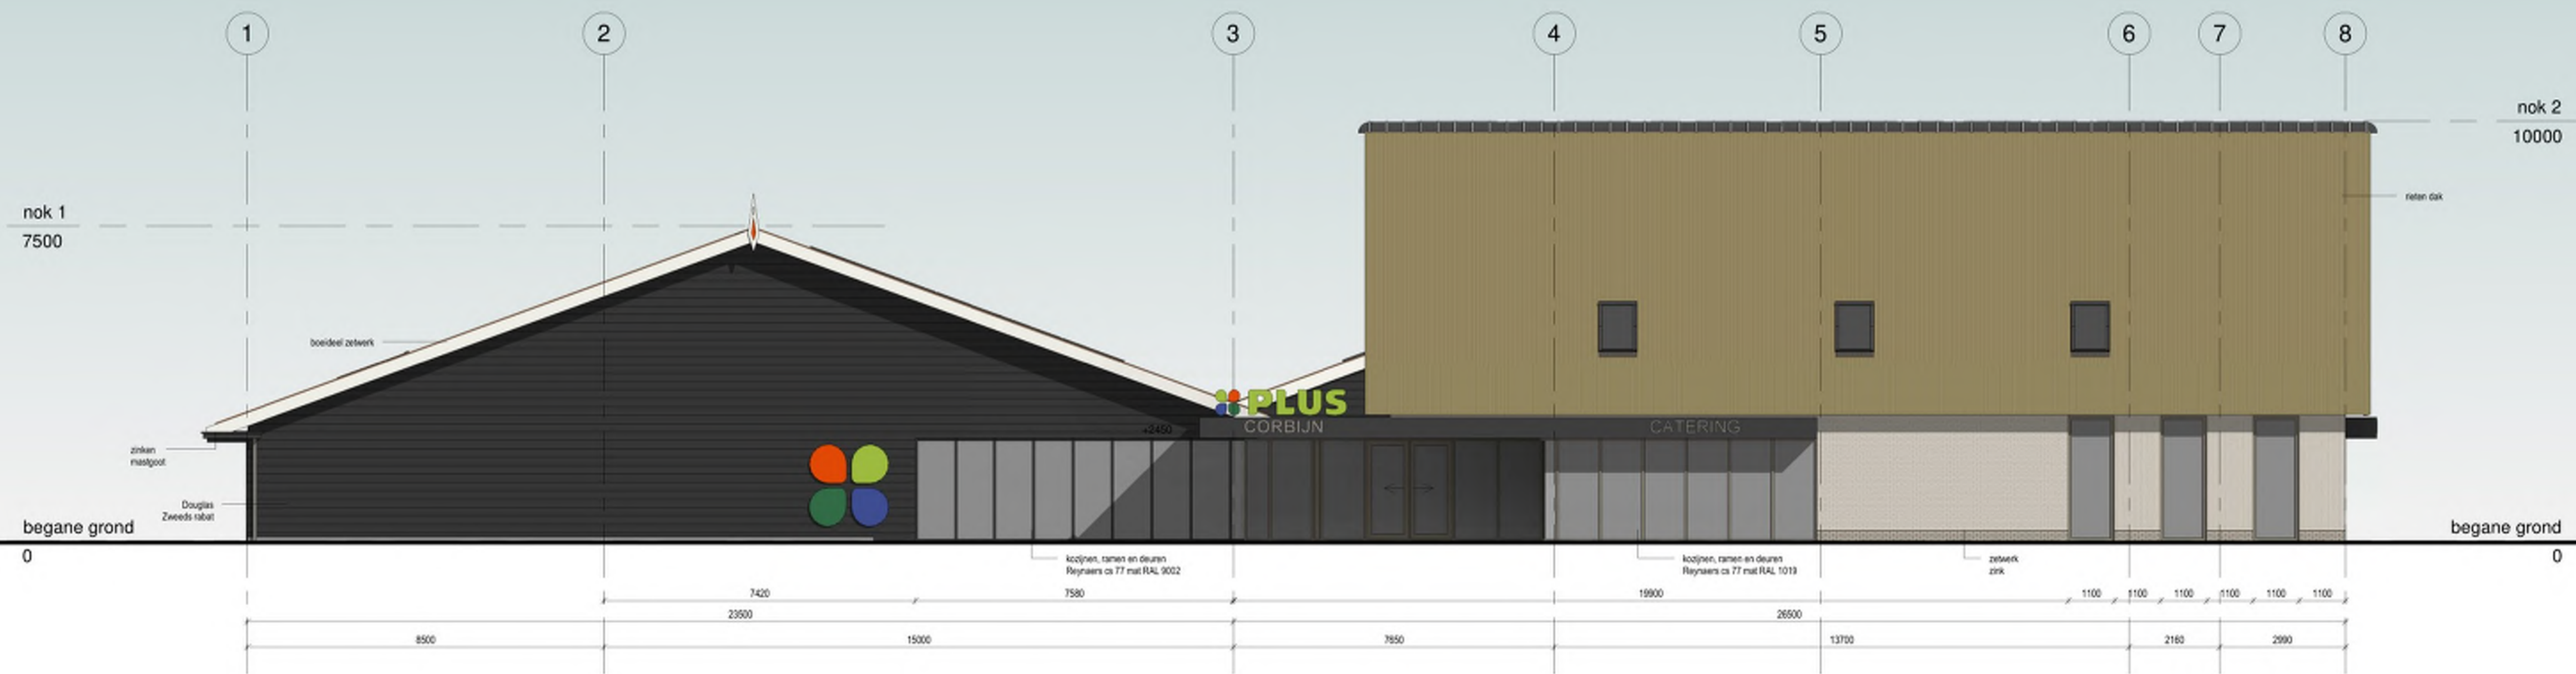 1 2 3 4 5 6 7 8
nok 2
10000
rieten dak
nok 1
7500
boeideel zetwerk
PLUS
CORBIJN
CATERING
+2450
zinken
mastgoot
Douglas
Zweeds rabat
begane grond
0
begane grond
0
kozijnen, ramen en deuren
Reynaers cs 77 mat RAL 9002
kozijnen, ramen en deuren
Reynaers cs 77 mat RAL 1019
zetwerk
zink
7420 7580 19900 1100 1100 1100 1100 1100 1100
23500 26500
8500 15000 7650 13700 2160 2990